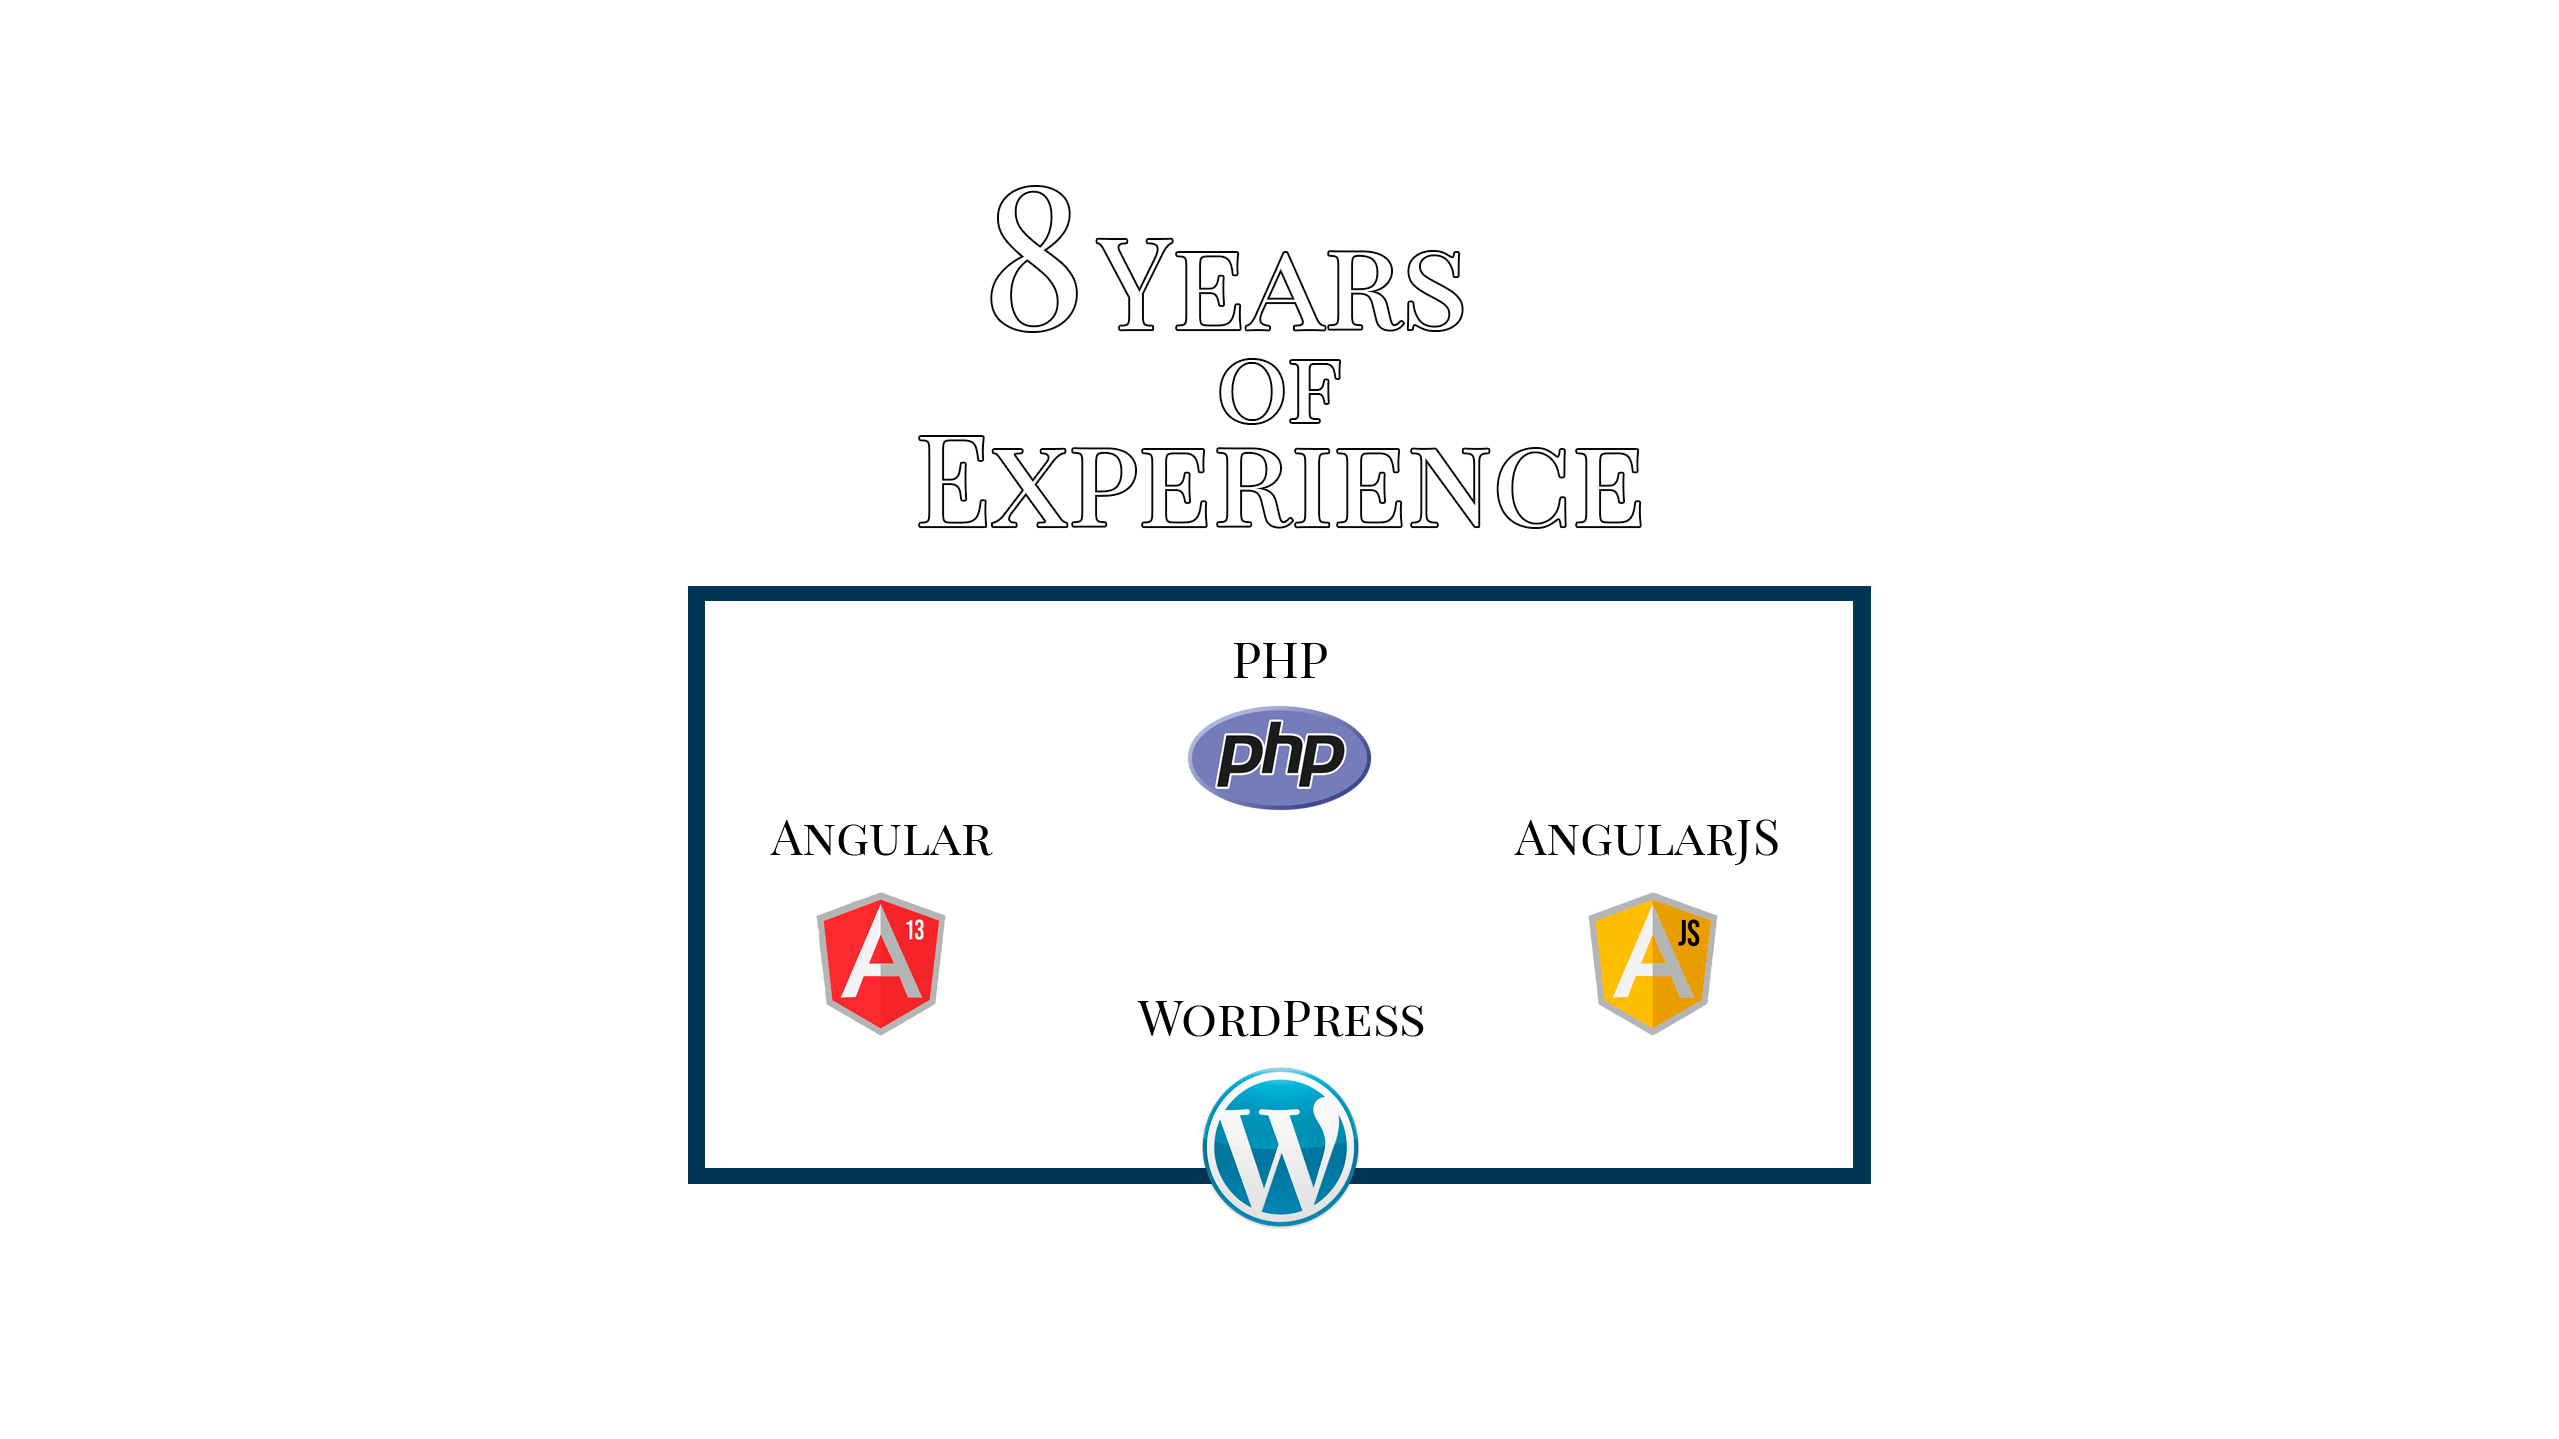 8 Years
of
Experience
PHP
php
Angular
AngularJS
13
JS
WordPress
W